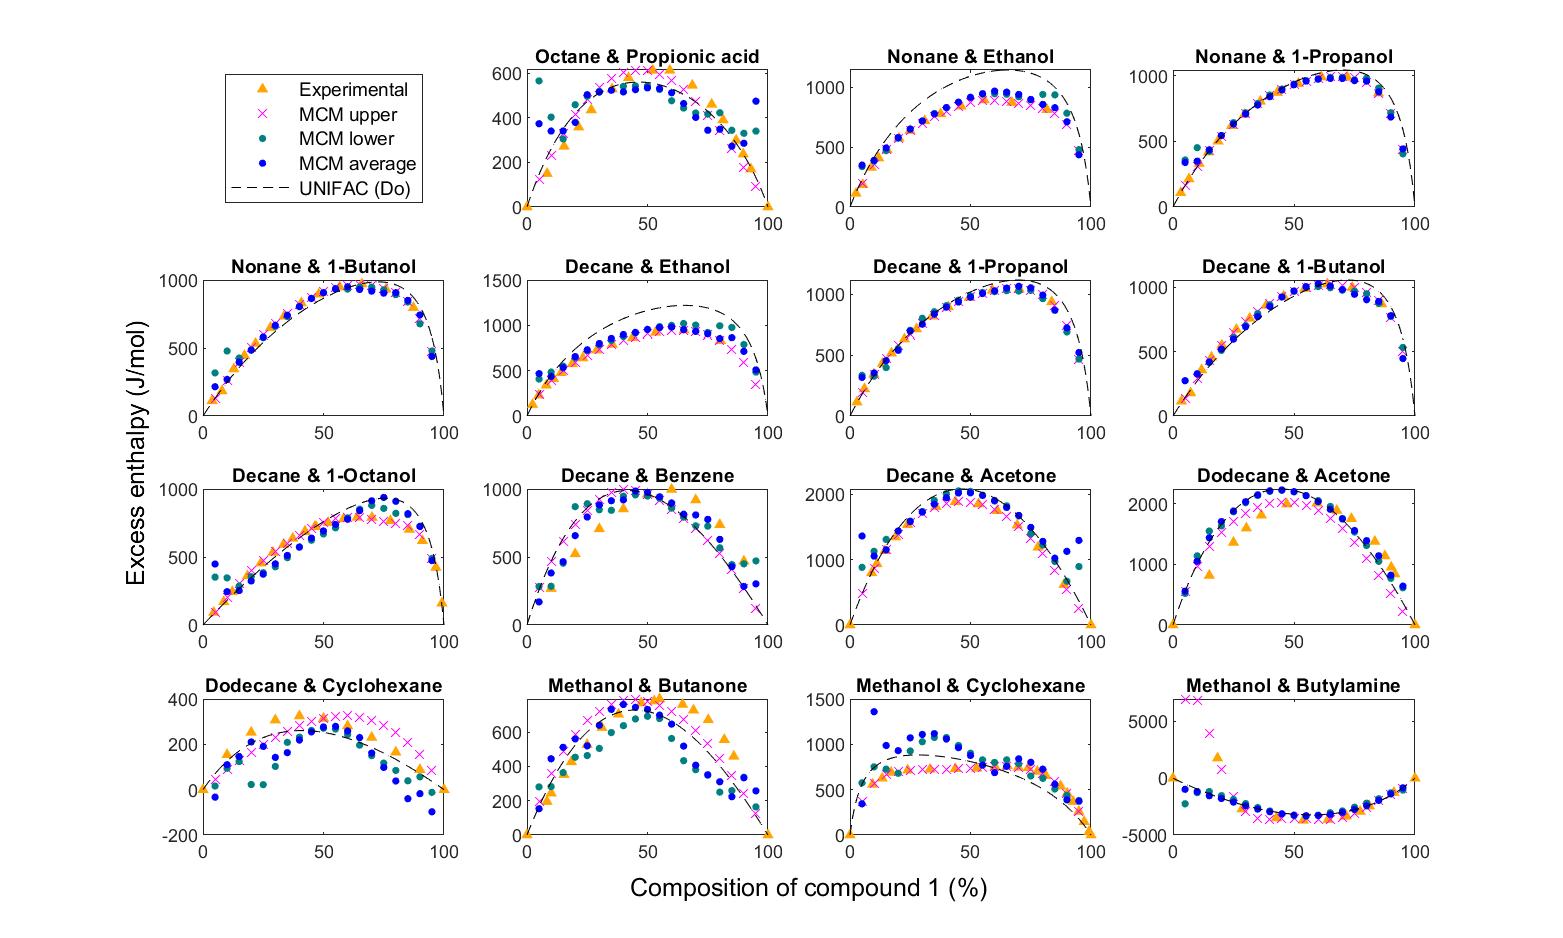 Experimental
MCM upper
MCM lower
MCM average
UNIFAC (Do)
Octane & Propionic acid
600
400
200
0
0 50 100
Nonane & Ethanol
1000
500
0
0 50 100
Nonane & 1-Propanol
1000
500
0
0 50 100
Nonane & 1-Butanol
1000
500
0
0 50 100
Decane & Ethanol
1500
1000
500
0
0 50 100
Decane & 1-Propanol
1000
500
0
0 50 100
Decane & 1-Butanol
1000
500
0
0 50 100
Decane & 1-Octanol
1000
500
0
0 50 100
Decane & Benzene
1000
500
0
0 50 100
Decane & Acetone
2000
1000
0
0 50 100
Dodecane & Acetone
2000
1000
0
0 50 100
Dodecane & Cyclohexane
400
200
0
-200
0 50 100
Methanol & Butanone
600
400
200
0
0 50 100
Methanol & Cyclohexane
1500
1000
500
0
0 50 100
Methanol & Butylamine
5000
0
-5000
0 50 100
Excess enthalpy (J/mol)
Composition of compound 1 (%)